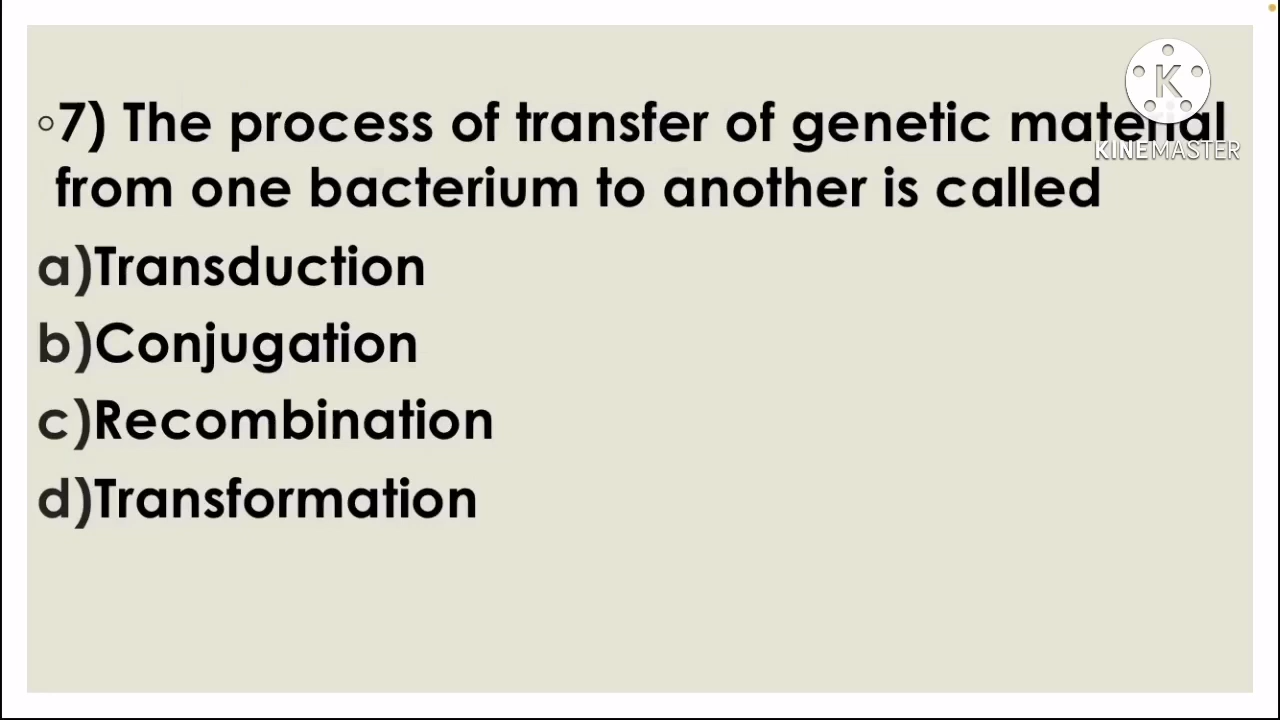 ◦7) The process of transfer of genetic material
from one bacterium to another is called
a)Transduction
b)Conjugation
c)Recombination
d)Transformation
K
KINEMASTER